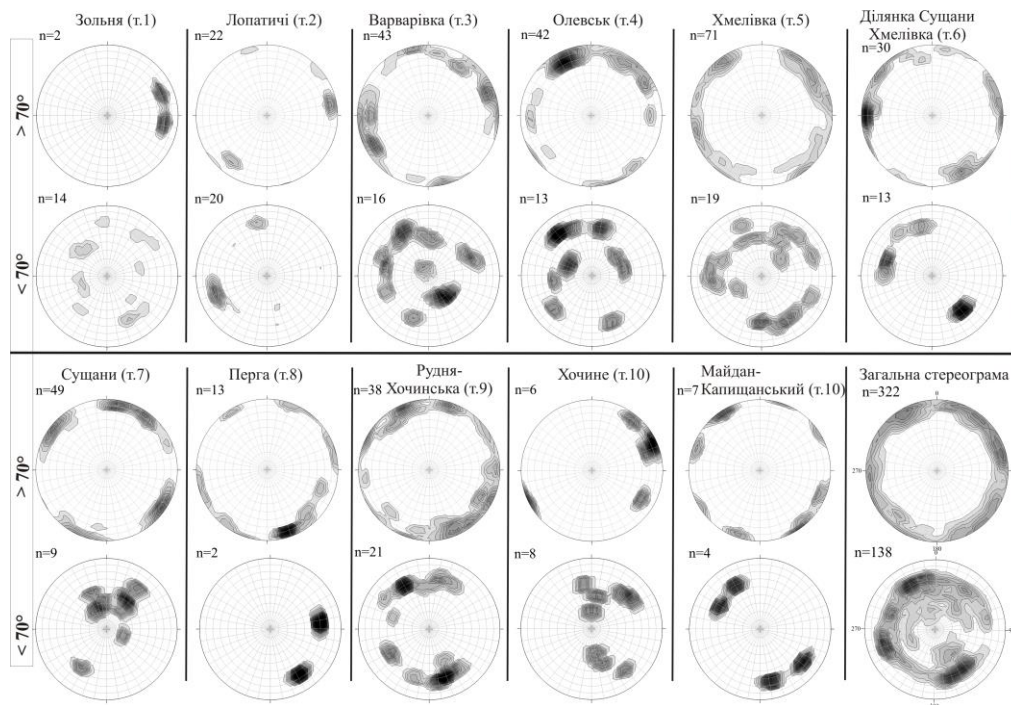 Зольня (т.1)
Лопатичі (т.2)
Варварівка (т.3)
Олевськ (т.4)
Хмелівка (т.5)
Ділянка Сущани
Хмелівка (т.6)
> 70°
n=2
n=22
n=43
n=42
n=71
n=30
< 70°
n=14
n=20
n=16
n=13
n=19
n=13
Сущани (т.7)
Перга (т.8)
Рудня-
Хочинська (т.9)
Хочине (т.10)
Майдан-
Капищанський (т.10)
Загальна стереограма
> 70°
n=49
n=13
n=38
n=6
n=7
n=322
270
180
< 70°
n=9
n=2
n=21
n=8
n=4
n=138
270